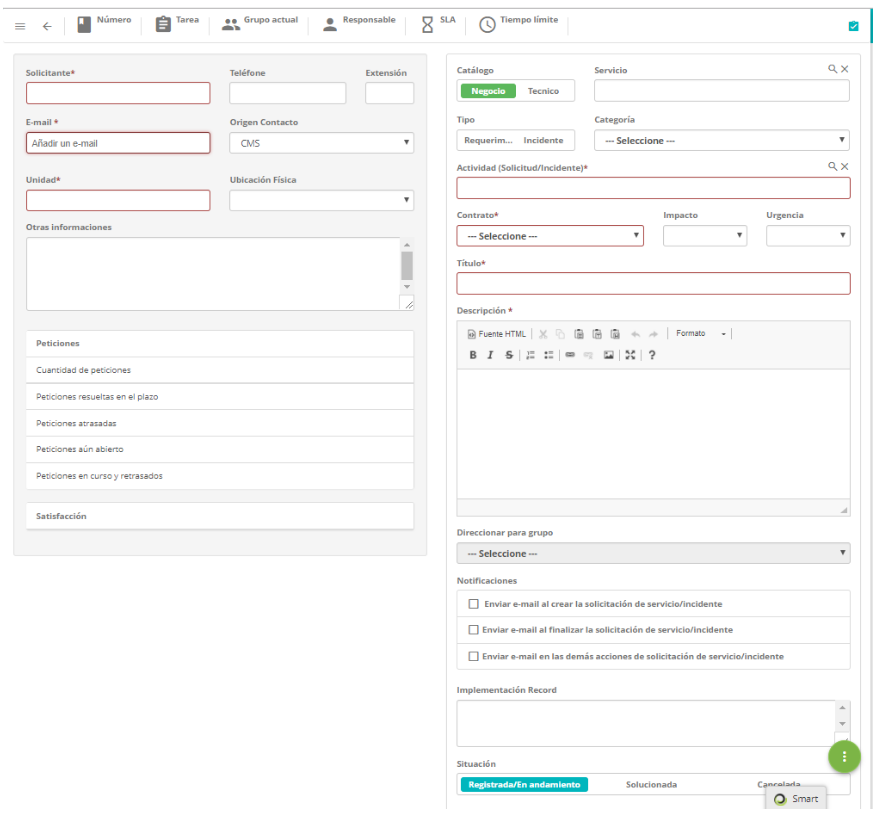 Número
Tarea
Grupo actual
Responsable
SLA
Tiempo límite
Solicitante*
Teléfone
Extensión
E-mail *
Origen Contacto
Añadir un e-mail
CMS
Unidad*
Ubicación Física
Otras informaciones
Peticiones
Cuantidad de peticiones
Peticiones resueltas en el plazo
Peticiones atrasadas
Peticiones aún abierto
Peticiones en curso y retrasados
Satisfacción
Catálogo
Servicio
Negocio
Tecnico
Tipo
Categoría
Requerim...
Incidente
--- Seleccione ---
Actividad (Solicitud/Incidente)*
Contrato*
Impacto
Urgencia
--- Seleccione ---
Título*
Descripción *
Fuente HTML
Formato
B I S ?
Direccionar para grupo
--- Seleccione ---
Notificaciones
Enviar e-mail al crear la solicitación de servicio/incidente
Enviar e-mail al finalizar la solicitación de servicio/incidente
Enviar e-mail en las demás acciones de solicitación de servicio/incidente
Implementación Record
Situación
Registrada/En andamiento
Solucionada
Cancelada
Smart